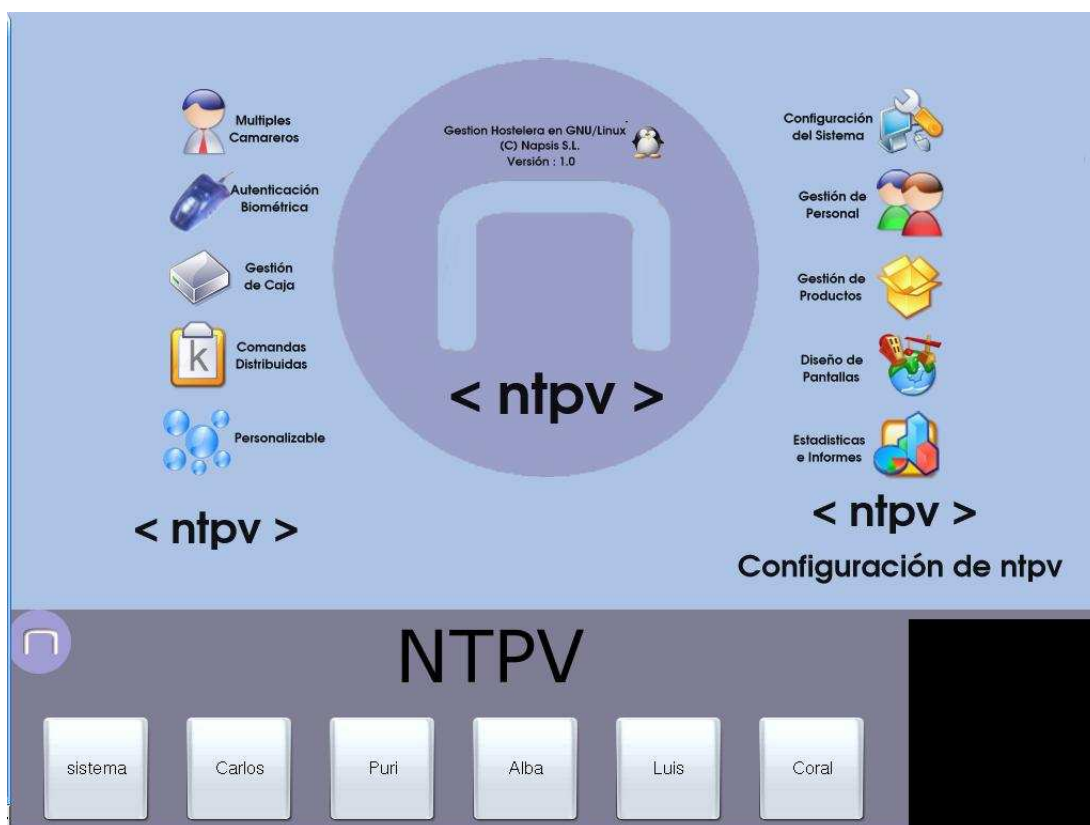 Multiples
Camareros
Autenticación
Biométrica
Gestión
de Caja
k
Comandas
Distribuidas
Personalizable
< ntpv >
Gestion Hostelera en GNU/Linux
(C) Napsis S.L.
Versión : 1.0
< ntpv >
Configuración
del Sistema
Gestión de
Personal
Gestión de
Productos
Diseño de
Pantallas
Estadisticas
e Informes
< ntpv >
Configuración de ntpv
NTPV
sistema
Carlos
Puri
Alba
Luis
Coral